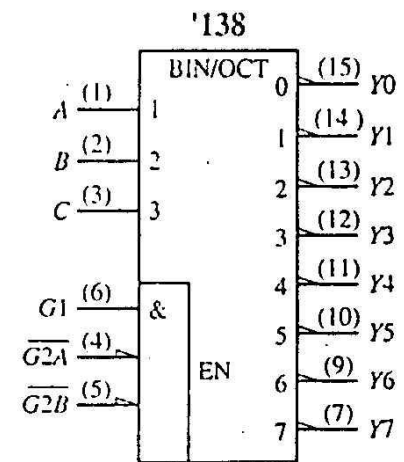 '138
BIN/OCT
A (1) 1
B (2) 2
C (3) 3
G1 (6) &
G2A (4)
G2B (5)
EN
0 (15) Y0
1 (14) Y1
2 (13) Y2
3 (12) Y3
4 (11) Y4
5 (10) Y5
6 (9) Y6
7 (7) Y7